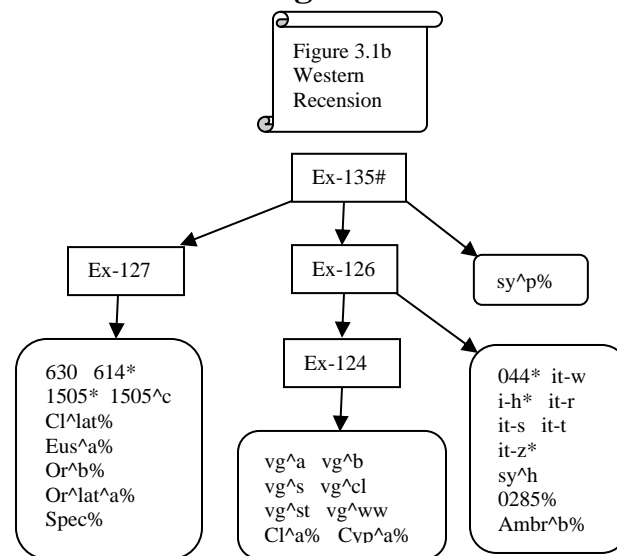 Figure 3.1b
Western
Recension
Ex-135#
Ex-127
Ex-126
sy^p%
Ex-124
630 614*
1505* 1505^c
Cl^lat%
Eus^a%
Or^b%
Or^lat^a%
Spec%
vg^a vg^b
vg^s vg^cl
vg^st vg^ww
Cl^a% Cyp^a%
044* it-w
i-h* it-r
it-s it-t
it-z*
sy^h
0285%
Ambr^b%